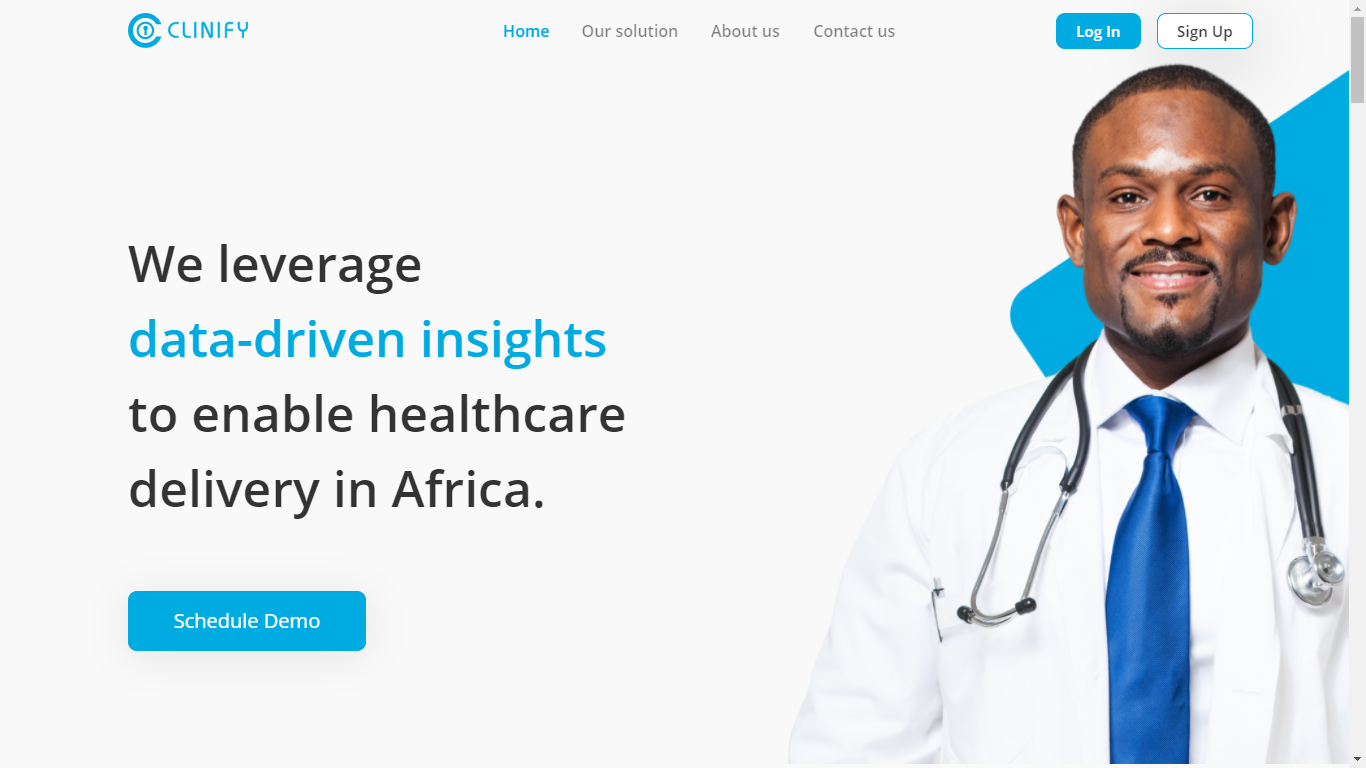 CLINIFY
Home Our solution About us Contact us
Log In Sign Up
We leverage
data-driven insights
to enable healthcare
delivery in Africa.
Schedule Demo